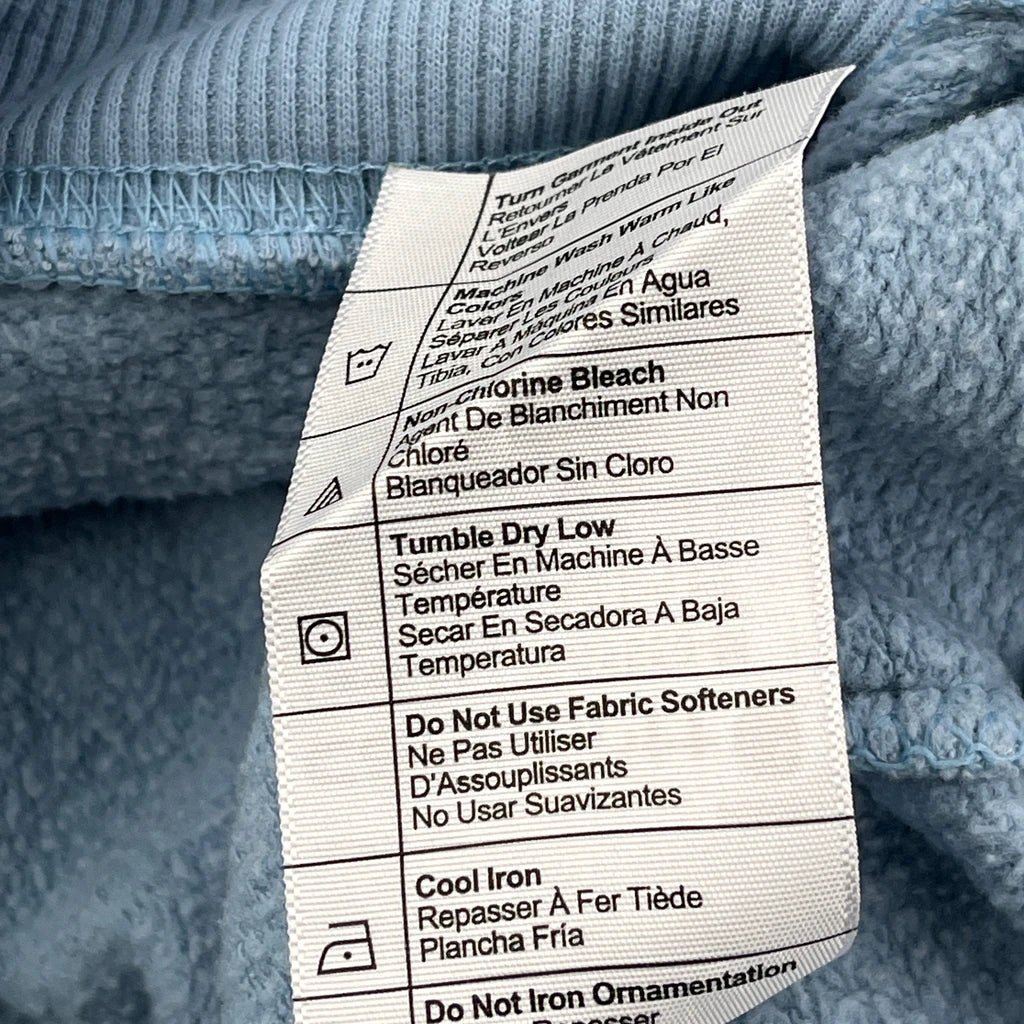 Turn Garment Inside Out
Retourner Le Vêtement Sur
L'Envers
Voltear La Prenda Por El
Reverso
Machine Wash Warm Like
Colors
Laver En Machine À Chaud,
Séparer Les Couleurs
Lavar A Máquina En Agua
Tibia, Con Colores Similares
Non-Chlorine Bleach
Agent De Blanchiment Non
Chloré
Blanqueador Sin Cloro
Tumble Dry Low
Sécher En Machine À Basse
Température
Secar En Secadora A Baja
Temperatura
Do Not Use Fabric Softeners
Ne Pas Utiliser
D'Assouplissants
No Usar Suavizantes
Cool Iron
Repasser À Fer Tiède
Plancha Fría
Do Not Iron Ornamentation
Repasser